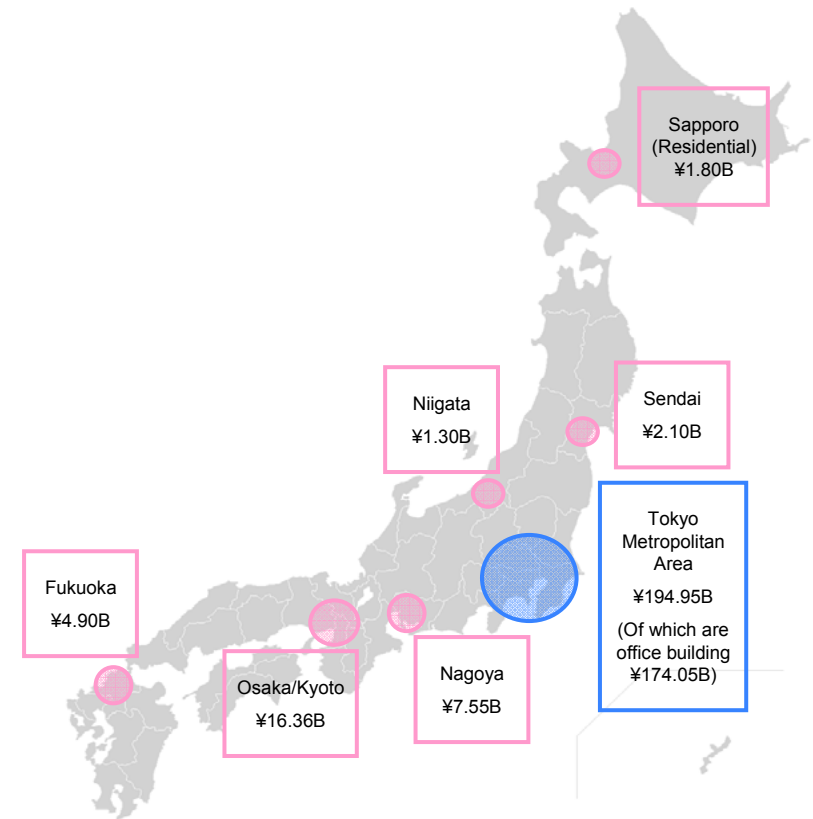 Sapporo
(Residential)
¥1.80B
Niigata
¥1.30B
Sendai
¥2.10B
Tokyo
Metropolitan
Area
¥194.95B
(Of which are
office building
¥174.05B)
Fukuoka
¥4.90B
Osaka/Kyoto
¥16.36B
Nagoya
¥7.55B